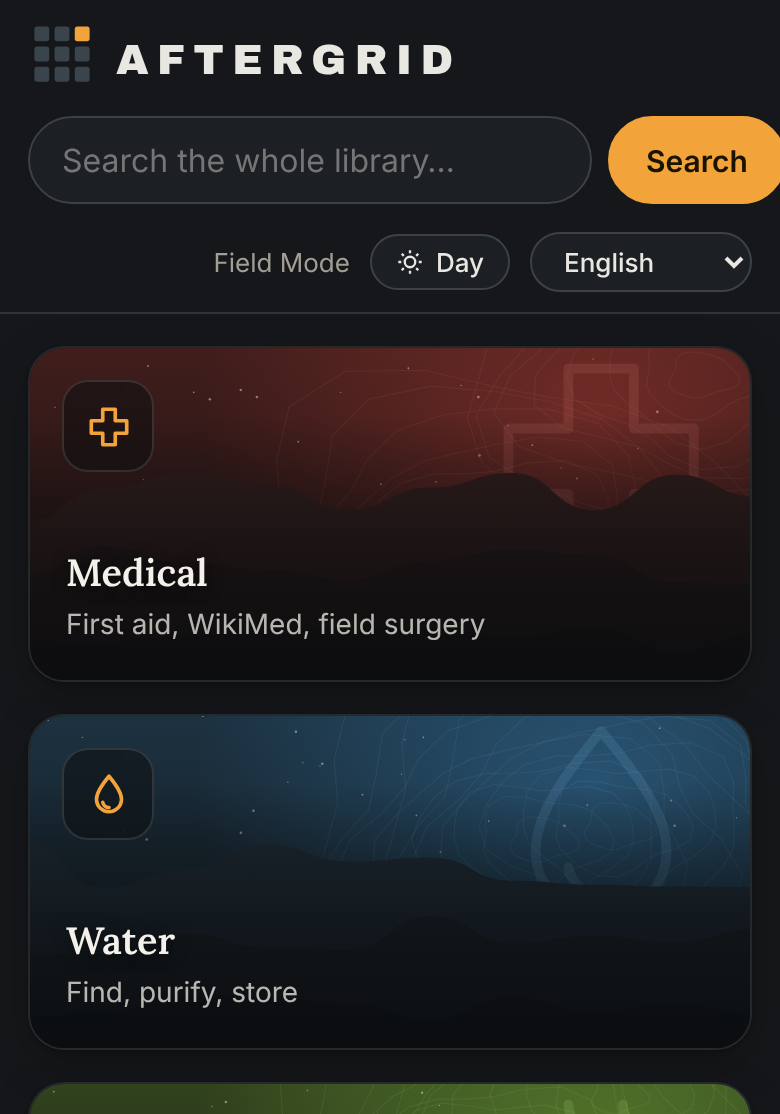 AFTERGRID
Search the whole library...
Search
Field Mode
Day
English
Medical
First aid, WikiMed, field surgery
Water
Find, purify, store